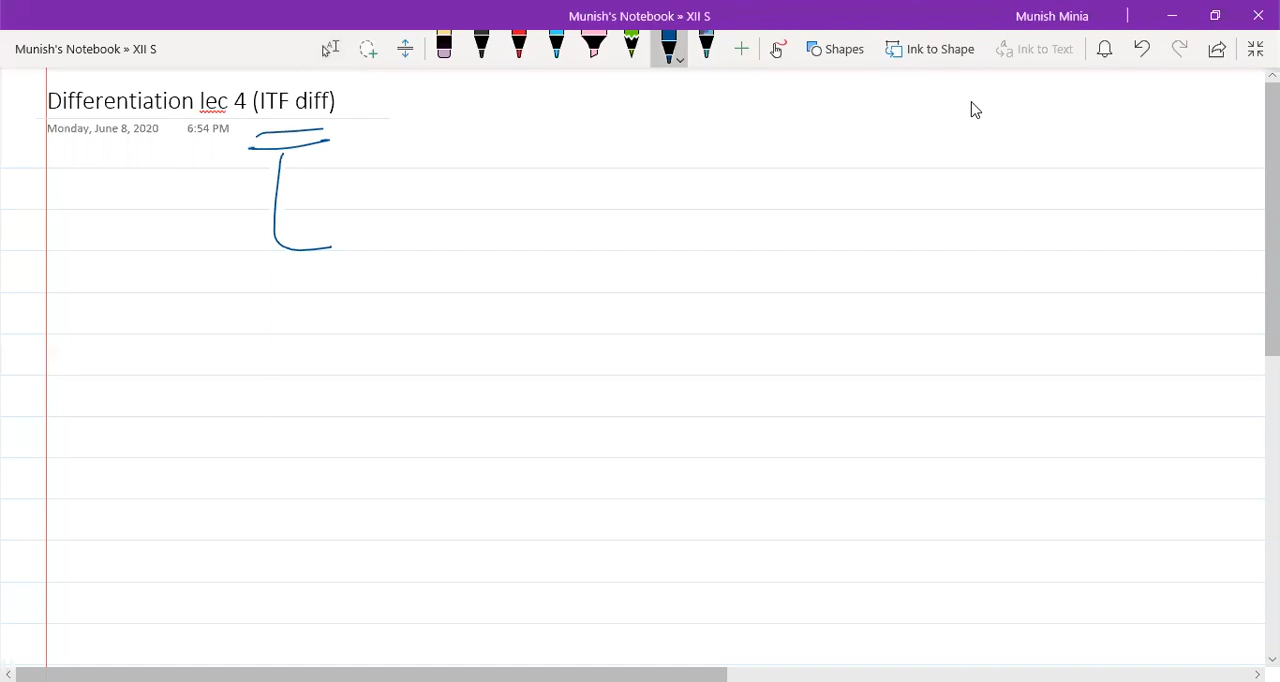 Munish's Notebook » XII S
Munish Minia
Munish's Notebook » XII S
Shapes
Ink to Shape
Ink to Text
Differentiation lec 4 (ITF diff)
Monday, June 8, 2020 6:54 PM